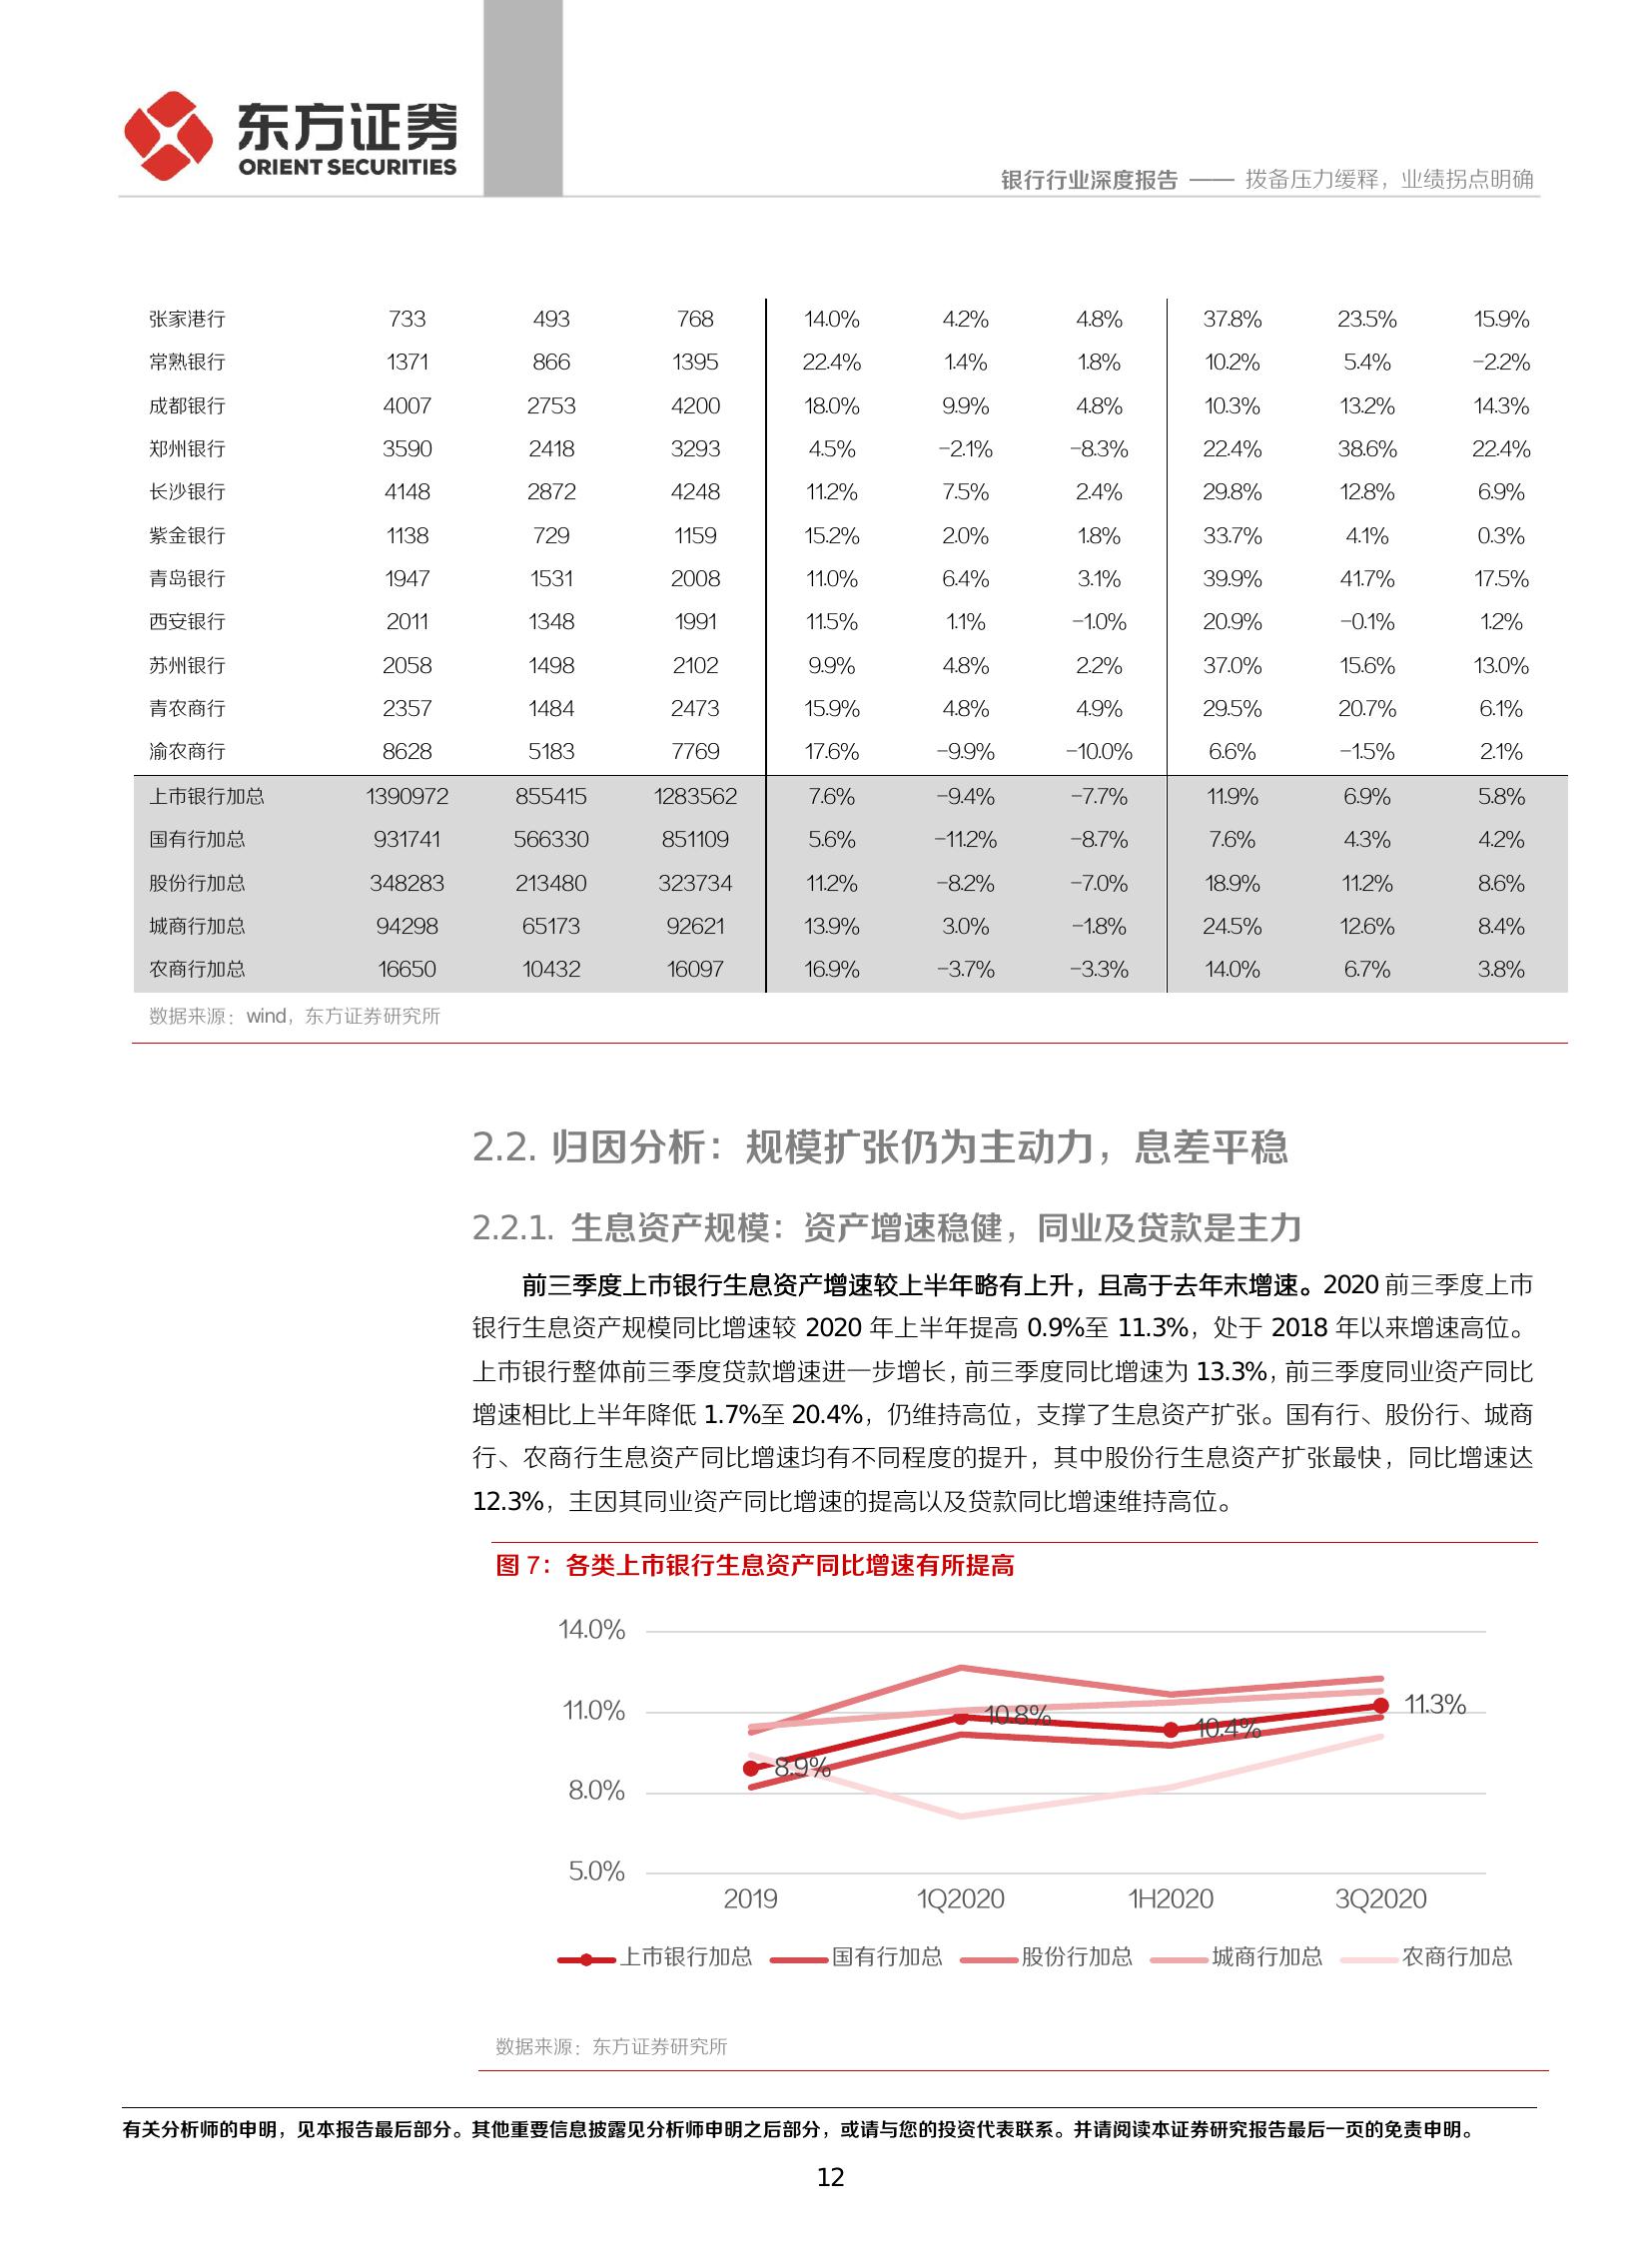 东方证券
ORIENT SECURITIES
银行行业深度报告 —— 拨备压力缓释，业绩拐点明确
张家港行 733 493 768 14.0% 4.2% 4.8% 37.8% 23.5% 15.9%
常熟银行 1371 866 1395 22.4% 1.4% 1.8% 10.2% 5.4% -2.2%
成都银行 4007 2753 4200 18.0% 9.9% 4.8% 10.3% 13.2% 14.3%
郑州银行 3590 2418 3293 4.5% -2.1% -8.3% 22.4% 38.6% 22.4%
长沙银行 4148 2872 4248 11.2% 7.5% 2.4% 29.8% 12.8% 6.9%
紫金银行 1138 729 1159 15.2% 2.0% 1.8% 33.7% 4.1% 0.3%
青岛银行 1947 1531 2008 11.0% 6.4% 3.1% 39.9% 41.7% 17.5%
西安银行 2011 1348 1991 11.5% 1.1% -1.0% 20.9% -0.1% 1.2%
苏州银行 2058 1498 2102 9.9% 4.8% 2.2% 37.0% 15.6% 13.0%
青农商行 2357 1484 2473 15.9% 4.8% 4.9% 29.5% 20.7% 6.1%
渝农商行 8628 5183 7769 17.6% -9.9% -10.0% 6.6% -1.5% 2.1%
上市银行加总 1390972 855415 1283562 7.6% -9.4% -7.7% 11.9% 6.9% 5.8%
国有行加总 931741 566330 851109 5.6% -11.2% -8.7% 7.6% 4.3% 4.2%
股份行加总 348283 213480 323734 11.2% -8.2% -7.0% 18.9% 11.2% 8.6%
城商行加总 94298 65173 92621 13.9% 3.0% -1.8% 24.5% 12.6% 8.4%
农商行加总 16650 10432 16097 16.9% -3.7% -3.3% 14.0% 6.7% 3.8%
数据来源：wind，东方证券研究所
2.2. 归因分析：规模扩张仍为主动力，息差平稳
2.2.1. 生息资产规模：资产增速稳健，同业及贷款是主力
前三季度上市银行生息资产增速较上半年略有上升，且高于去年末增速。2020 前三季度上市
银行生息资产规模同比增速较 2020 年上半年提高 0.9%至 11.3%，处于 2018 年以来增速高位。
上市银行整体前三季度贷款增速进一步增长，前三季度同比增速为 13.3%，前三季度同业资产同比
增速相比上半年降低 1.7%至 20.4%，仍维持高位，支撑了生息资产扩张。国有行、股份行、城商
行、农商行生息资产同比增速均有不同程度的提升，其中股份行生息资产扩张最快，同比增速达
12.3%，主因其同业资产同比增速的提高以及贷款同比增速维持高位。
图 7：各类上市银行生息资产同比增速有所提高
14.0%
11.0%
8.0%
5.0%
8.9%
10.8%
10.4%
11.3%
2019 1Q2020 1H2020 3Q2020
上市银行加总 国有行加总 股份行加总 城商行加总 农商行加总
数据来源：东方证券研究所
有关分析师的申明，见本报告最后部分。其他重要信息披露见分析师申明之后部分，或请与您的投资代表联系。并请阅读本证券研究报告最后一页的免责申明。
12